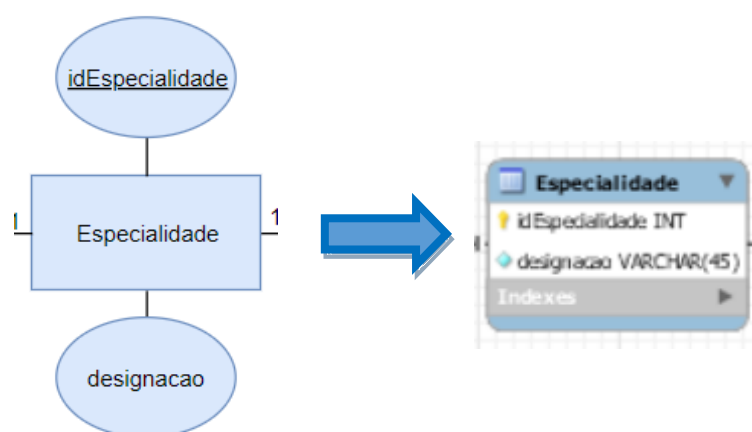 idEspecialidade
1
Especialidade
1
designacao
Especialidade
idEspecialidade INT
designacao VARCHAR(45)
Indexes